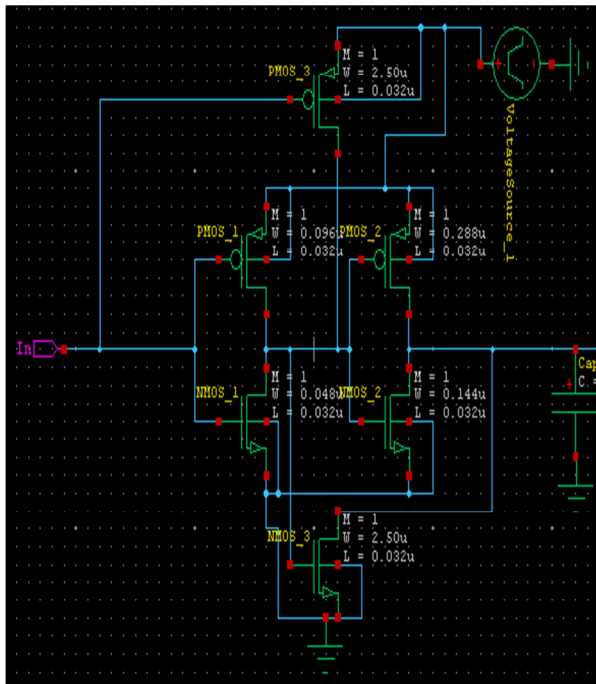 PMOS_3
M = 1
W = 2.50u
L = 0.032u
VoltageSource_1
PMOS_1
M = 1
W = 0.096u
L = 0.032u
PMOS_2
M = 1
W = 0.288u
L = 0.032u
In
NMOS_1
M = 1
W = 0.048u
L = 0.032u
NMOS_2
M = 1
W = 0.144u
L = 0.032u
Cap
C =
NMOS_3
M = 1
W = 2.50u
L = 0.032u